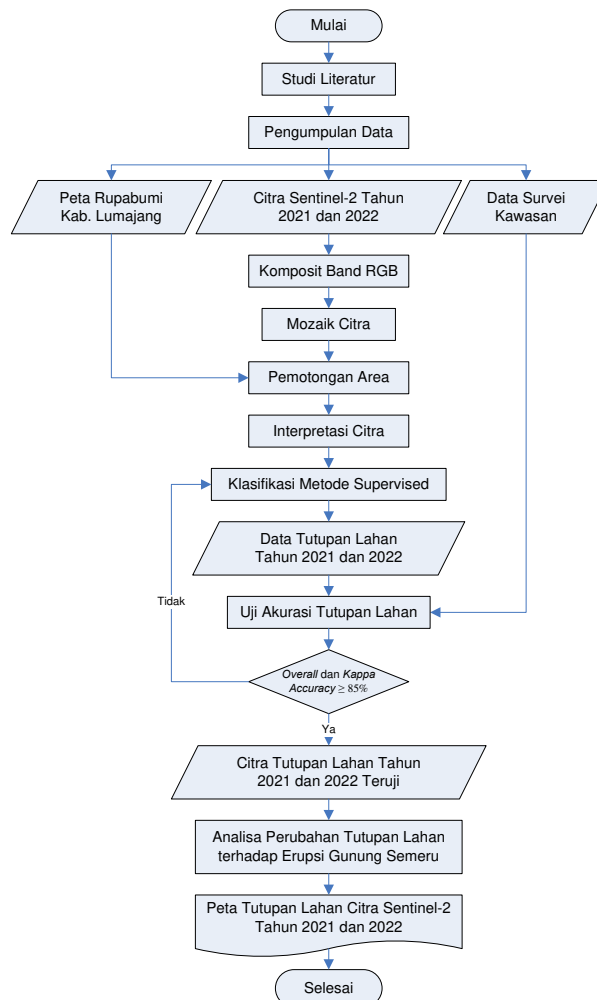 Mulai
Studi Literatur
Pengumpulan Data
Peta Rupabumi
Kab. Lumajang
Citra Sentinel-2 Tahun
2021 dan 2022
Data Survei
Kawasan
Komposit Band RGB
Mozaik Citra
Pemotongan Area
Interpretasi Citra
Klasifikasi Metode Supervised
Data Tutupan Lahan
Tahun 2021 dan 2022
Tidak
Uji Akurasi Tutupan Lahan
Overall dan Kappa
Accuracy ≥ 85%
Ya
Citra Tutupan Lahan Tahun
2021 dan 2022 Teruji
Analisa Perubahan Tutupan Lahan
terhadap Erupsi Gunung Semeru
Peta Tutupan Lahan Citra Sentinel-2
Tahun 2021 dan 2022
Selesai